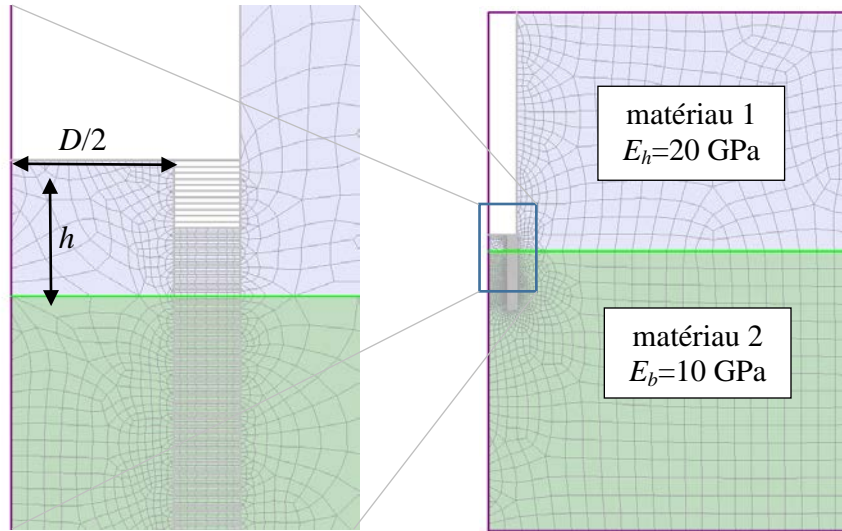 D/2
h
matériau 1
E_h=20 GPa
matériau 2
E_b=10 GPa